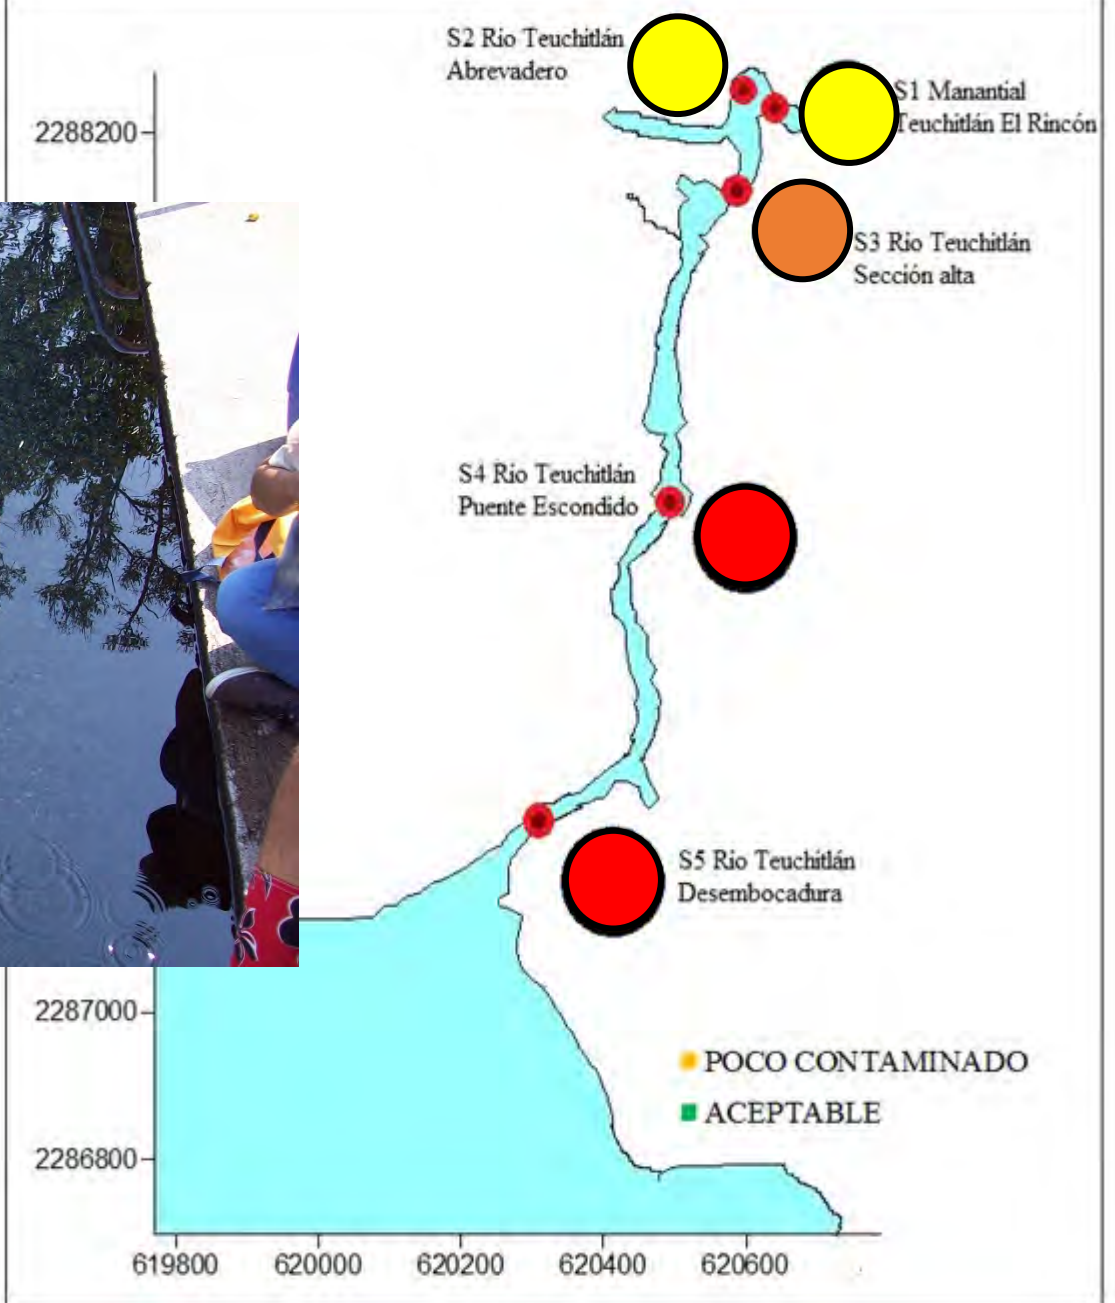 S2 Rio Teuchitlán
Abrevadero
S1 Manantial
Teuchitlán El Rincón
2288200
S3 Rio Teuchitlán
Sección alta
S4 Rio Teuchitlán
Puente Escondido
S5 Rio Teuchitlán
Desembocadura
2287000
POCO CONTAMINADO
ACEPTABLE
2286800
619800 620000 620200 620400 620600